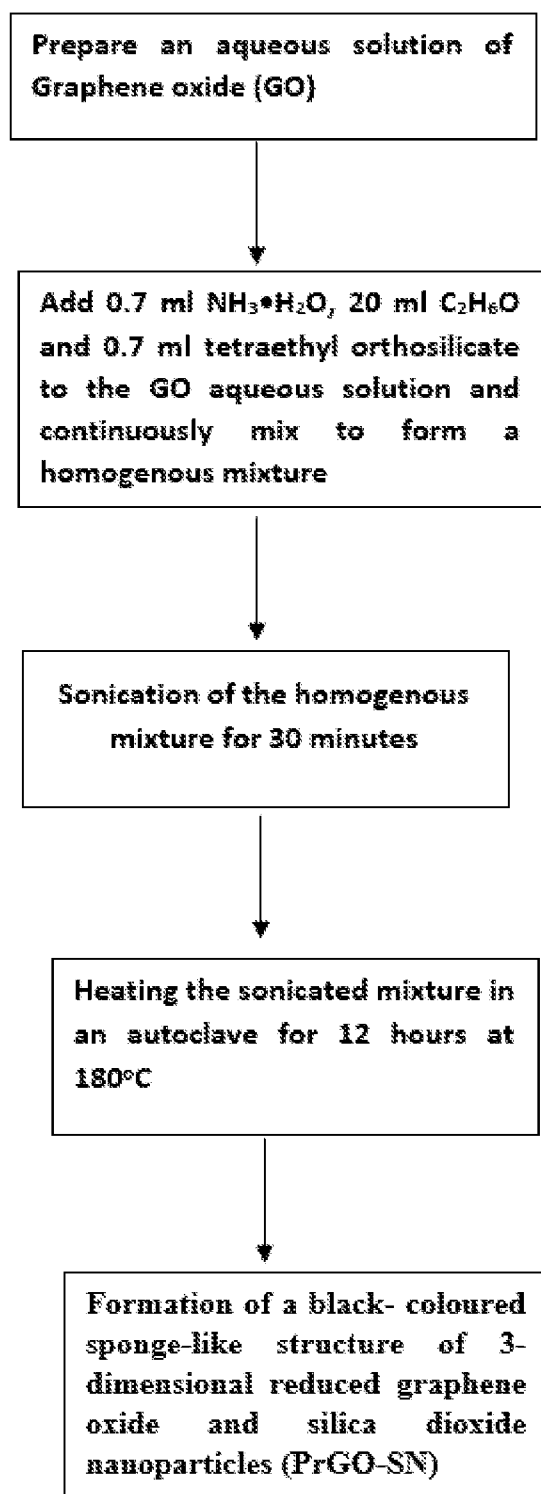 Prepare an aqueous solution of
Graphene oxide (GO)
Add 0.7 ml NH₃•H₂O, 20 ml C₂H₆O
and 0.7 ml tetraethyl orthosilicate
to the GO aqueous solution and
continuously mix to form a
homogenous mixture
Sonication of the homogenous
mixture for 30 minutes
Heating the sonicated mixture in
an autoclave for 12 hours at
180°C
Formation of a black- coloured
sponge-like structure of 3-
dimensional reduced graphene
oxide and silica dioxide
nanoparticles (PrGO-SN)